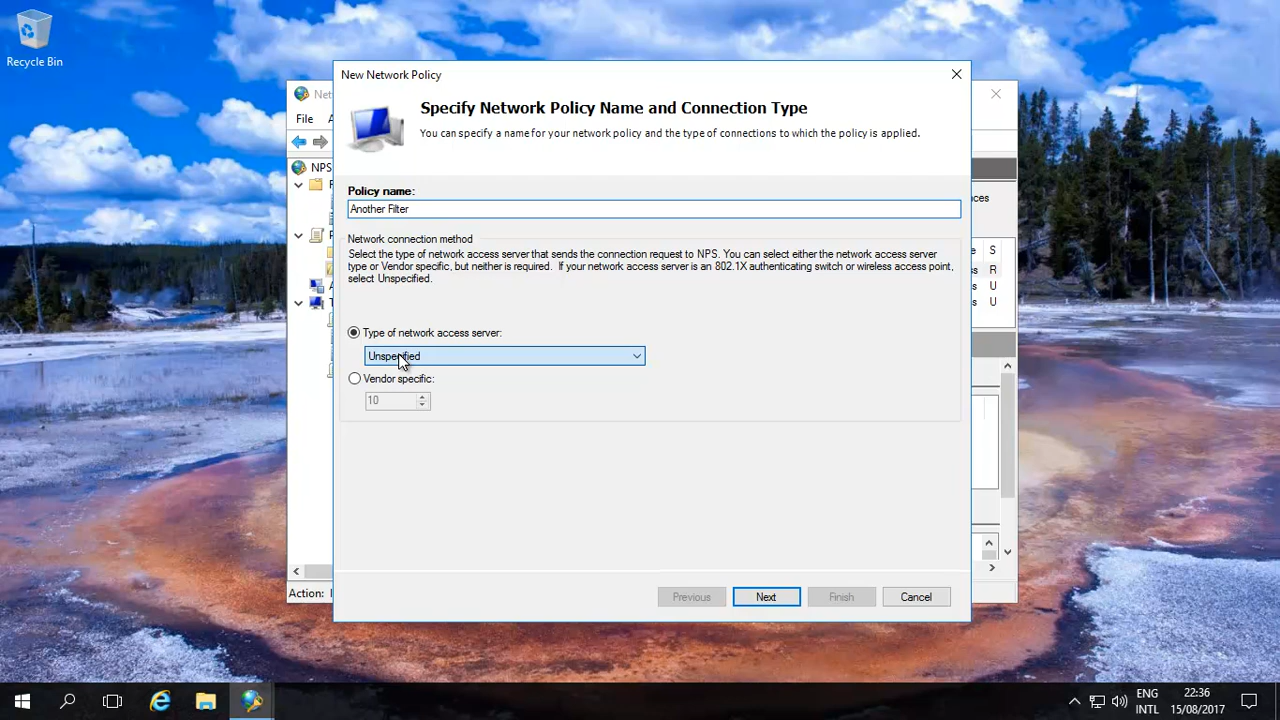 Recycle Bin
New Network Policy
Specify Network Policy Name and Connection Type
You can specify a name for your network policy and the type of connections to which the policy is applied.
File
NPS
Policy name:
Another Filter
Network connection method
Select the type of network access server that sends the connection request to NPS. You can select either the network access server
type or Vendor specific, but neither is required.  If your network access server is an 802.1X authenticating switch or wireless access point,
select Unspecified.
Type of network access server:
Unspecified
Vendor specific:
10
S
R
U
U
Action:
Previous
Next
Finish
Cancel
ENG
INTL
22:36
15/08/2017